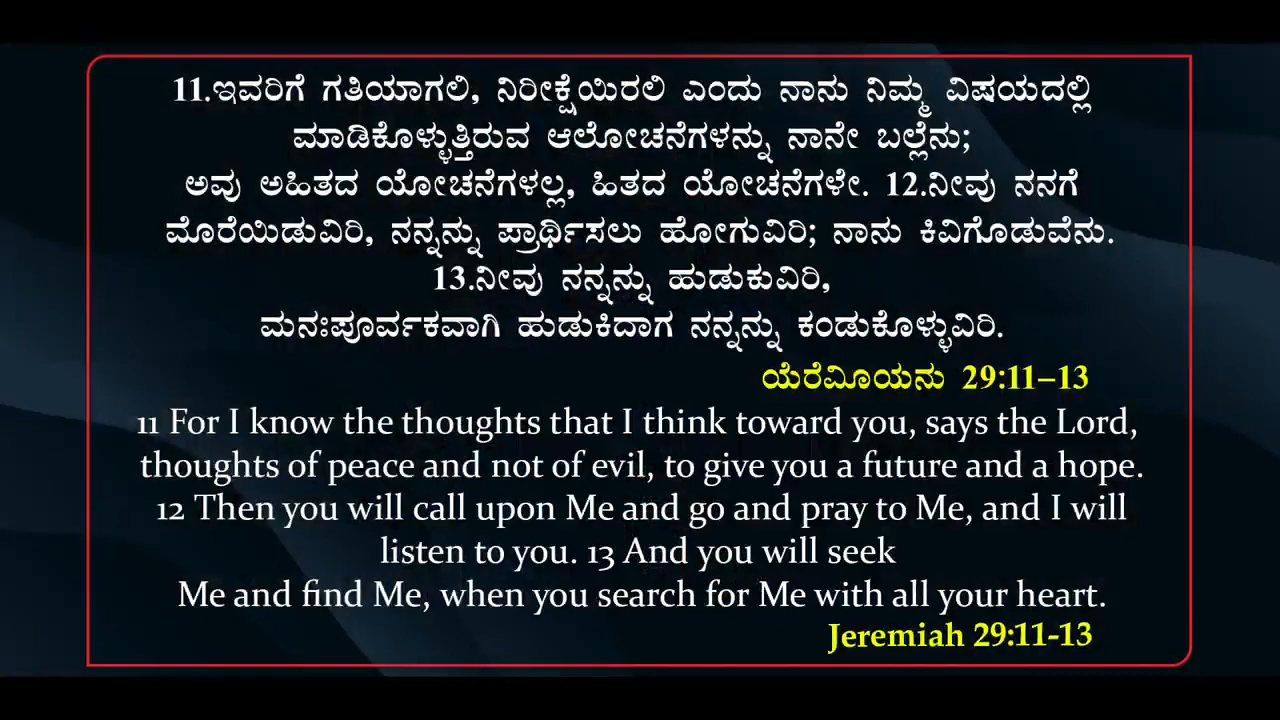 11.ಇವರಿಗೆ ಗತಿಯಾಗಲಿ, ನಿರೀಕ್ಷೆಯಿರಲಿ ಎಂದು ನಾನು ನಿಮ್ಮ ವಿಷಯದಲ್ಲಿ
ಮಾಡಿಕೊಳ್ಳುತ್ತಿರುವ ಆಲೋಚನೆಗಳನ್ನು ನಾನೇ ಬಲ್ಲೆನು;
ಅವು ಅಹಿತದ ಯೋಚನೆಗಳಲ್ಲ, ಹಿತದ ಯೋಚನೆಗಳೇ. 12.ನೀವು ನನಗೆ
ಮೊರೆಯಿಡುವಿರಿ, ನನ್ನನ್ನು ಪ್ರಾರ್ಥಿಸಲು ಹೋಗುವಿರಿ; ನಾನು ಕಿವಿಗೊಡುವೆನು.
13.ನೀವು ನನ್ನನ್ನು ಹುಡುಕುವಿರಿ,
ಮನಃಪೂರ್ವಕವಾಗಿ ಹುಡುಕಿದಾಗ ನನ್ನನ್ನು ಕಂಡುಕೊಳ್ಳುವಿರಿ.
ಯೆರೆಮೀಯನು 29:11–13
11 For I know the thoughts that I think toward you, says the Lord,
thoughts of peace and not of evil, to give you a future and a hope.
12 Then you will call upon Me and go and pray to Me, and I will
listen to you. 13 And you will seek
Me and find Me, when you search for Me with all your heart.
Jeremiah 29:11-13